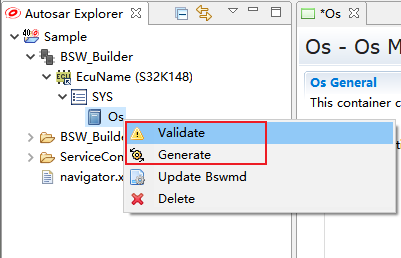 Autosar Explorer
*Os
Sample
BSW_Builder
EcuName (S32K148)
SYS
Os
BSW_Builde
ServiceCon
navigator.x
Validate
Generate
Update Bswmd
Delete
Os - Os M
Os General
This container c